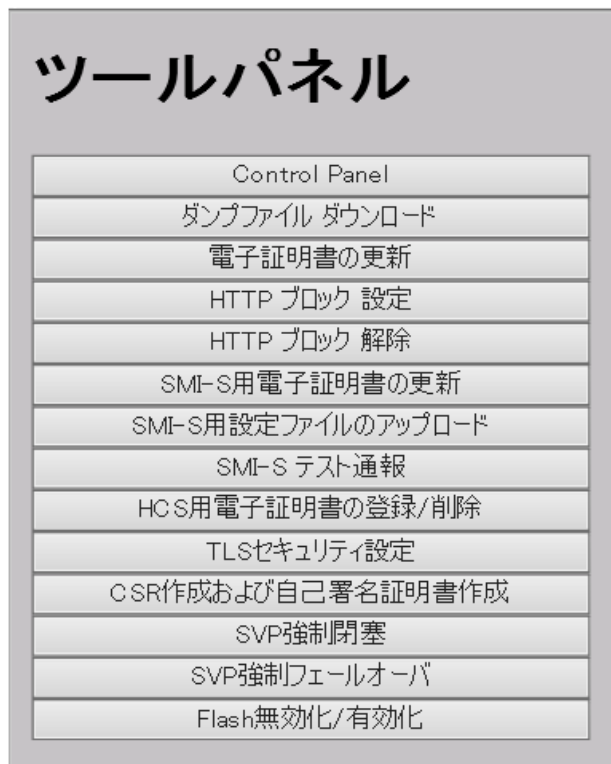 ツールパネル
Control Panel
ダンプファイル ダウンロード
電子証明書の更新
HTTP ブロック 設定
HTTP ブロック 解除
SMI-S用電子証明書の更新
SMI-S用設定ファイルのアップロード
SMI-S テスト通報
HCS用電子証明書の登録/削除
TLSセキュリティ設定
CSR作成および自己署名証明書作成
SVP強制閉塞
SVP強制フェールオーバ
Flash無効化/有効化